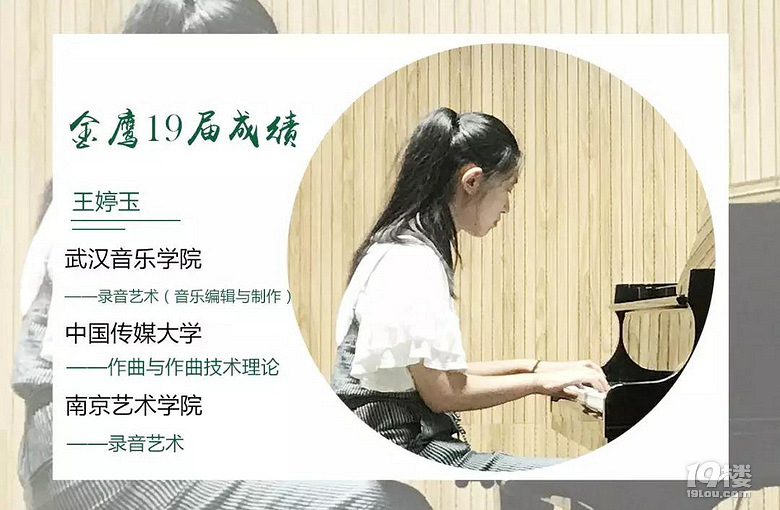 金鹰19届成绩
王婷玉
武汉音乐学院
——录音艺术（音乐编辑与制作）
中国传媒大学
——作曲与作曲技术理论
南京艺术学院
——录音艺术
19楼
19lou.com